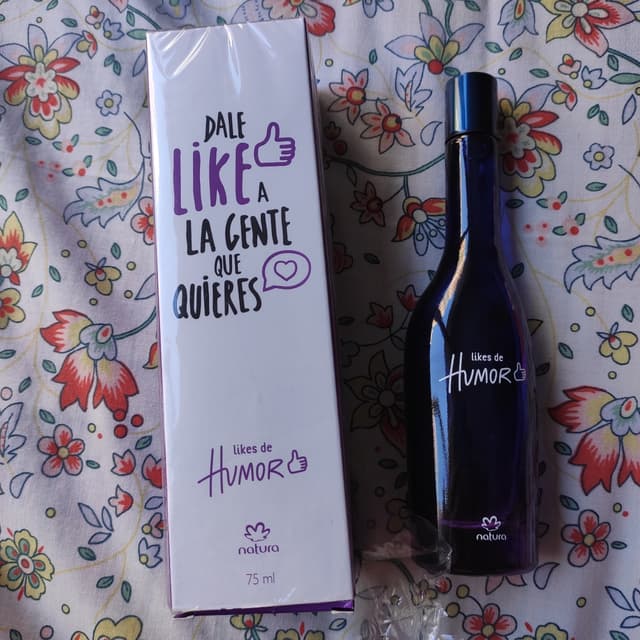 DALE
LIKE
A
LA GENTE
QUE
QUIERES
likes de
HUMOR
natura
75 ml
likes de
HUMOR
natura